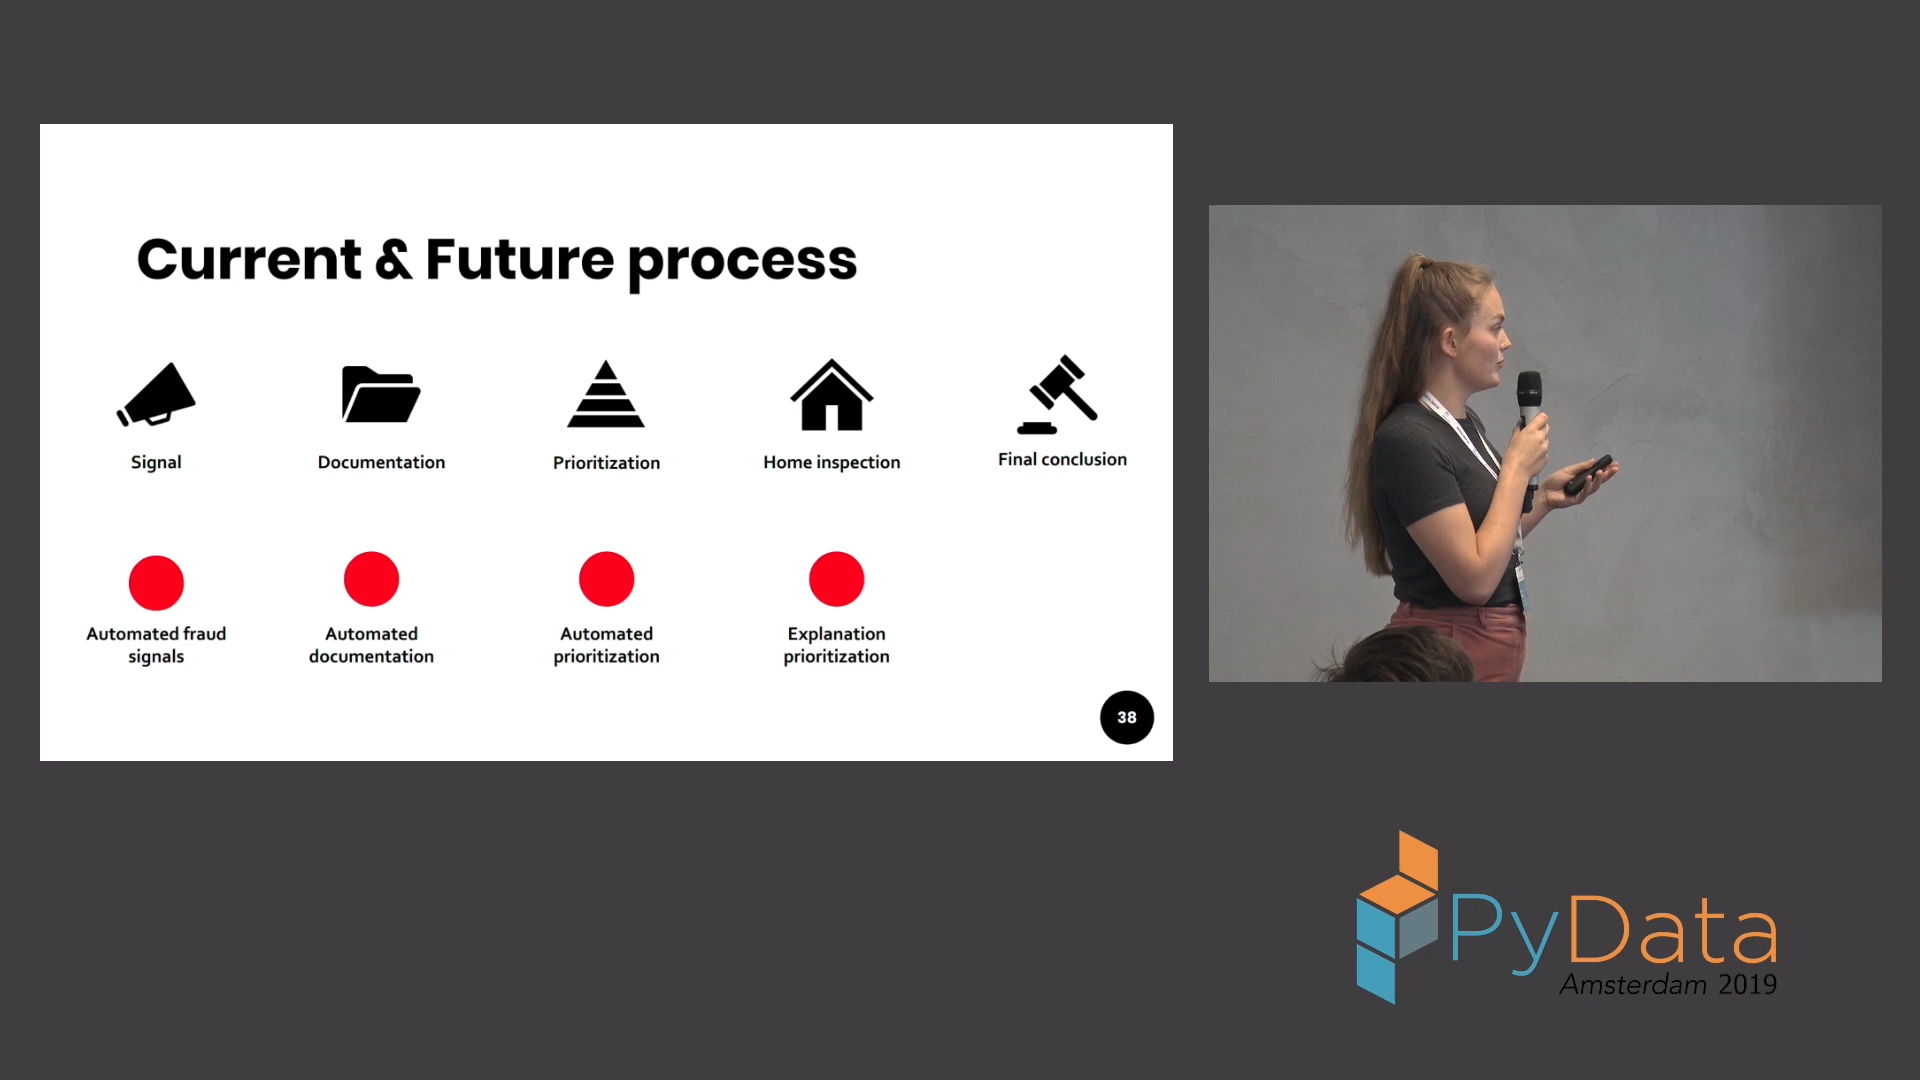 Current & Future process
Signal
Documentation
Prioritization
Home inspection
Final conclusion
Automated fraud
signals
Automated
documentation
Automated
prioritization
Explanation
prioritization
38
PyData
Amsterdam 2019